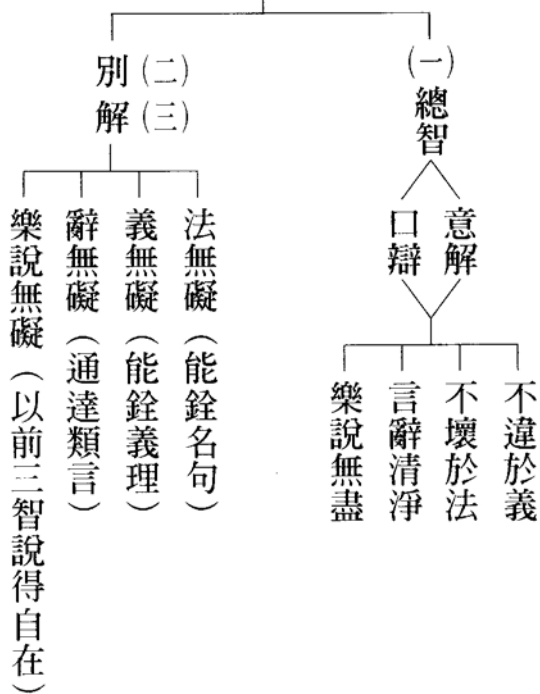 (一)總智
意解
口辯
不違於義
不壞於法
言辭清淨
樂說無盡
(二)(三)
別解
法無礙（能銓名句）
義無礙（能銓義理）
辭無礙（通達類言）
樂說無礙（以前三智說得自在）